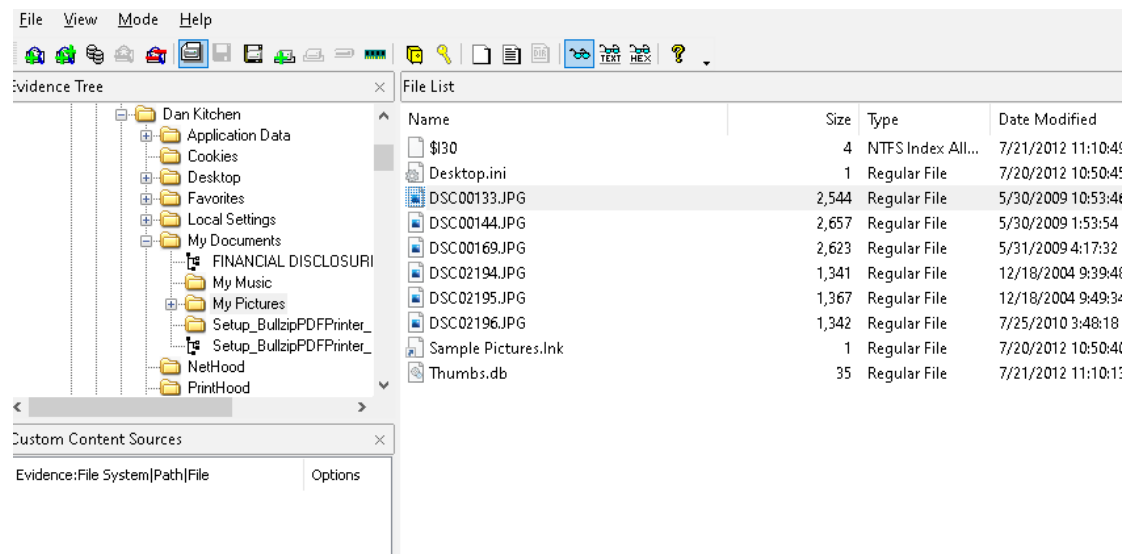 File View Mode Help
TEXT HEX
Evidence Tree
File List
Dan Kitchen
Application Data
Cookies
Desktop
Favorites
Local Settings
My Documents
FINANCIAL DISCLOSURI
My Music
My Pictures
Setup_BullzipPDFPrinter_
Setup_BullzipPDFPrinter_
NetHood
PrintHood
Name Size Type Date Modified
$I30 4 NTFS Index All... 7/21/2012 11:10:49
Desktop.ini 1 Regular File 7/20/2012 10:50:45
DSC00133.JPG 2,544 Regular File 5/30/2009 10:53:46
DSC00144.JPG 2,657 Regular File 5/30/2009 1:53:54
DSC00169.JPG 2,623 Regular File 5/31/2009 4:17:32
DSC02194.JPG 1,341 Regular File 12/18/2004 9:39:48
DSC02195.JPG 1,367 Regular File 12/18/2004 9:49:34
DSC02196.JPG 1,342 Regular File 7/25/2010 3:48:18
Sample Pictures.lnk 1 Regular File 7/20/2012 10:50:40
Thumbs.db 35 Regular File 7/21/2012 11:10:13
Custom Content Sources
Evidence:File System|Path|File Options